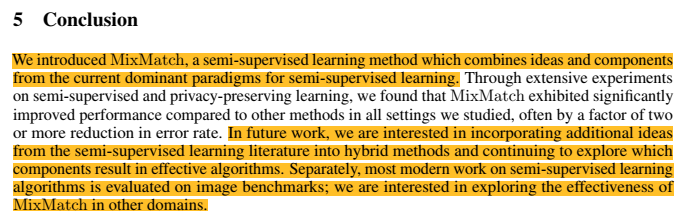 5 Conclusion
We introduced MixMatch, a semi-supervised learning method which combines ideas and components
from the current dominant paradigms for semi-supervised learning. Through extensive experiments
on semi-supervised and privacy-preserving learning, we found that MixMatch exhibited significantly
improved performance compared to other methods in all settings we studied, often by a factor of two
or more reduction in error rate. In future work, we are interested in incorporating additional ideas
from the semi-supervised learning literature into hybrid methods and continuing to explore which
components result in effective algorithms. Separately, most modern work on semi-supervised learning
algorithms is evaluated on image benchmarks; we are interested in exploring the effectiveness of
MixMatch in other domains.